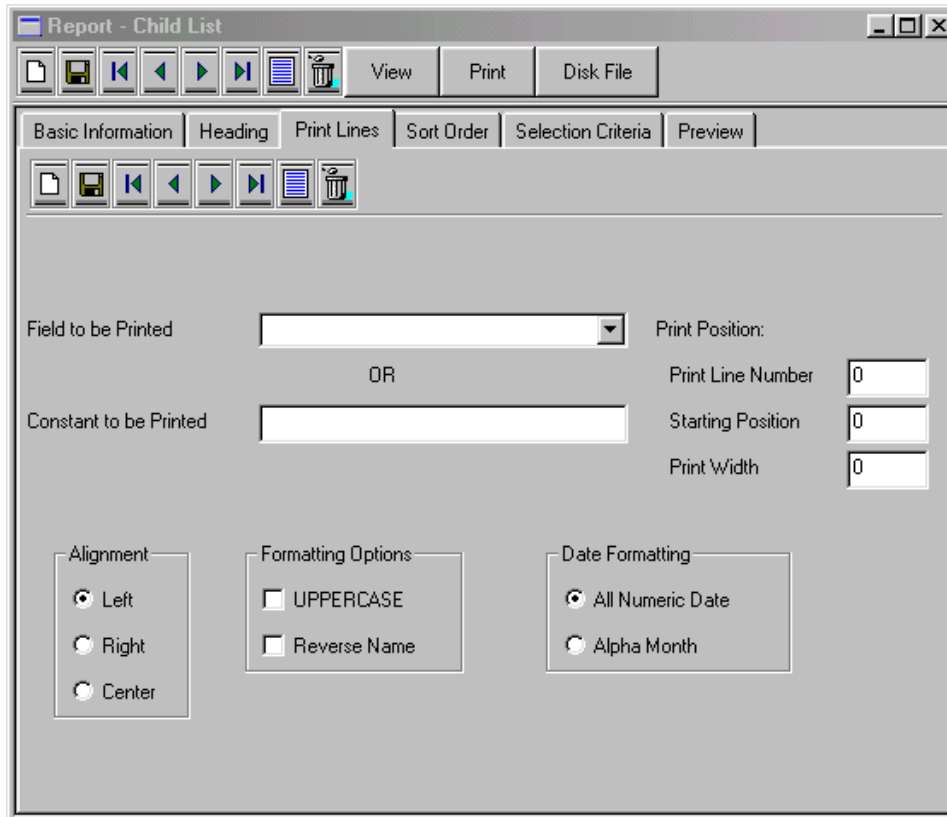 Report - Child List
View Print Disk File
Basic Information Heading Print Lines Sort Order Selection Criteria Preview
Field to be Printed Print Position:
OR Print Line Number 0
Constant to be Printed Starting Position 0
Print Width 0
Alignment Formatting Options Date Formatting
Left UPPERCASE All Numeric Date
Right Reverse Name Alpha Month
Center